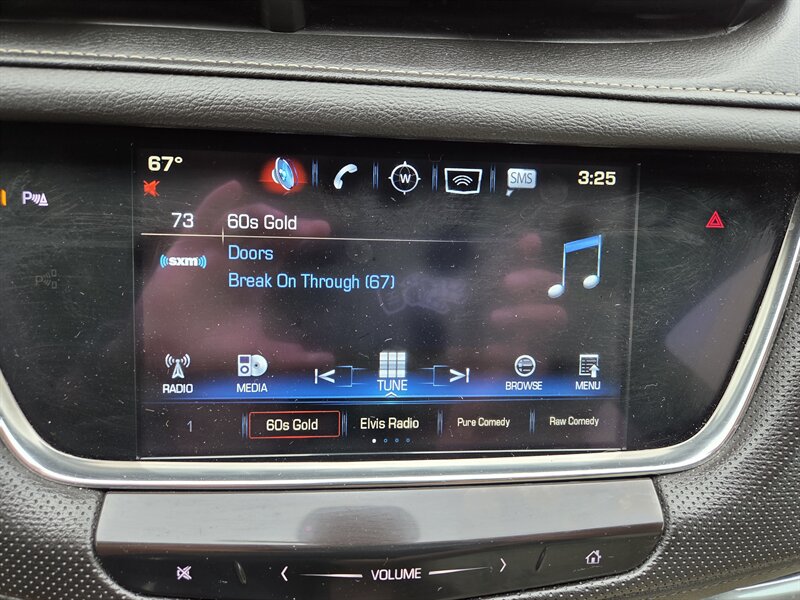 67° SMS 3:25
P
73 60s Gold
Doors
((sxm))
Break On Through (67)
RADIO MEDIA TUNE BROWSE MENU
1 60s Gold Elvis Radio Pure Comedy Raw Comedy
< VOLUME >
W